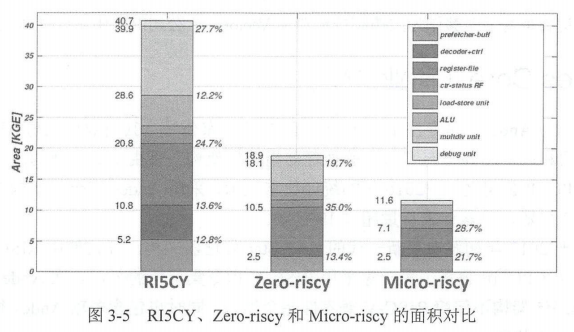 40
35
30
25
20
15
10
5
0
Area [KGE]
40.7
39.9
27.7%
28.6
12.2%
20.8
24.7%
10.8
13.6%
5.2
12.8%
18.9
18.1
19.7%
10.5
35.0%
2.5
13.4%
11.6
7.1
28.7%
2.5
21.7%
prefetcher-buff
decoder+ctrl
register-file
ctr-status RF
load-store unit
ALU
multdiv unit
debug unit
RI5CY
Zero-riscy
Micro-riscy
图 3-5 RI5CY、Zero-riscy 和 Micro-riscy 的面积对比